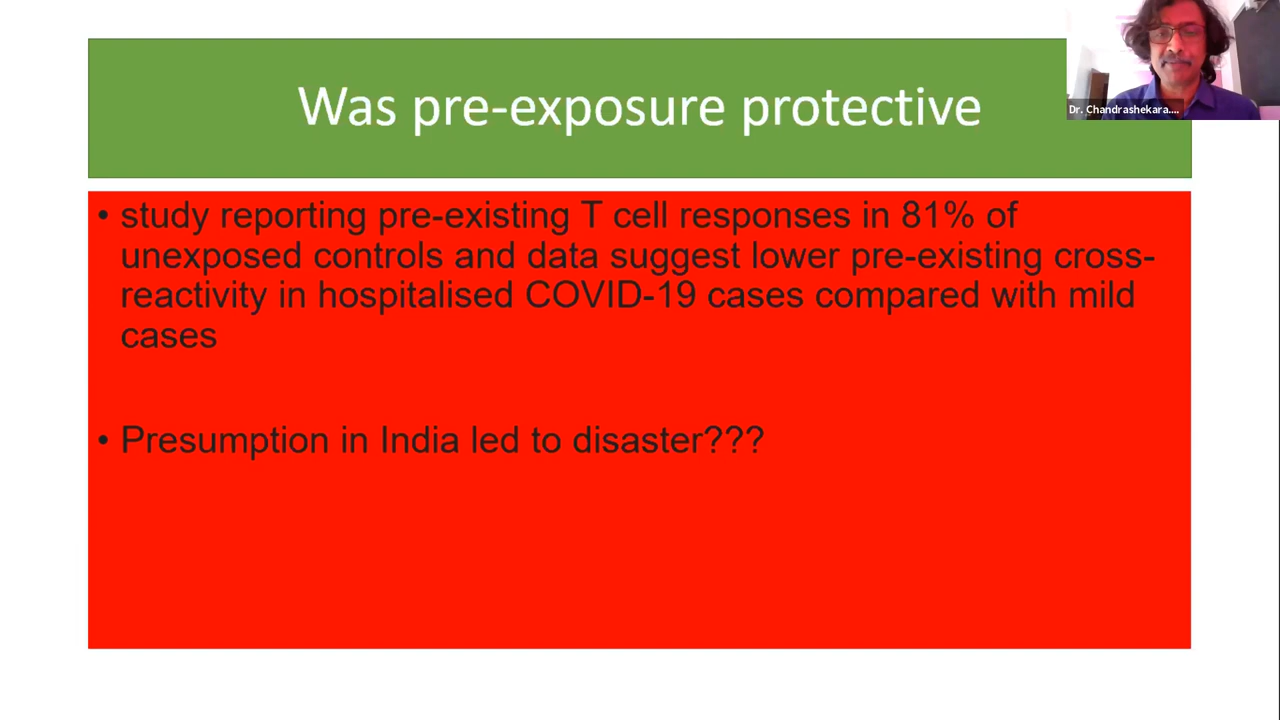 Was pre-exposure protective
Dr. Chandrashekara....
• study reporting pre-existing T cell responses in 81% of
unexposed controls and data suggest lower pre-existing cross-
reactivity in hospitalised COVID-19 cases compared with mild
cases
• Presumption in India led to disaster???